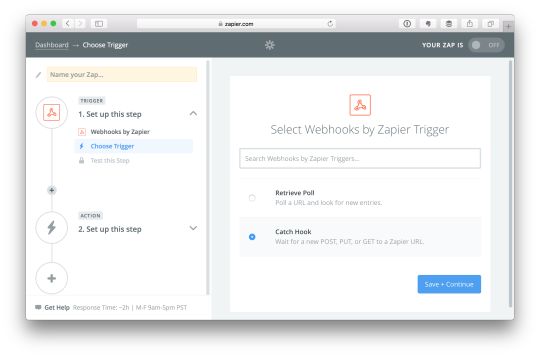 zapier.com
Dashboard → Choose Trigger
YOUR ZAP IS OFF
Name your Zap...
TRIGGER
1. Set up this step
Webhooks by Zapier
Choose Trigger
Test this Step
ACTION
2. Set up this step
Get Help Response Time: ~2h | M-F 9am-5pm PST
Select Webhooks by Zapier Trigger
Search Webhooks by Zapier Triggers...
Retrieve Poll
Poll a URL and look for new entries.
Catch Hook
Wait for a new POST, PUT, or GET to a Zapier URL.
Save + Continue